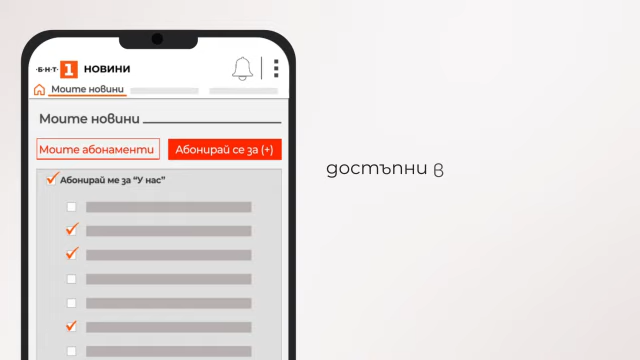 ·Б·Н·Т· 1 НОВИНИ
Моите новини
Моите новини
Моите абонаменти
Абонирай се за (+)
Абонирай ме за "У нас"
достъпни в